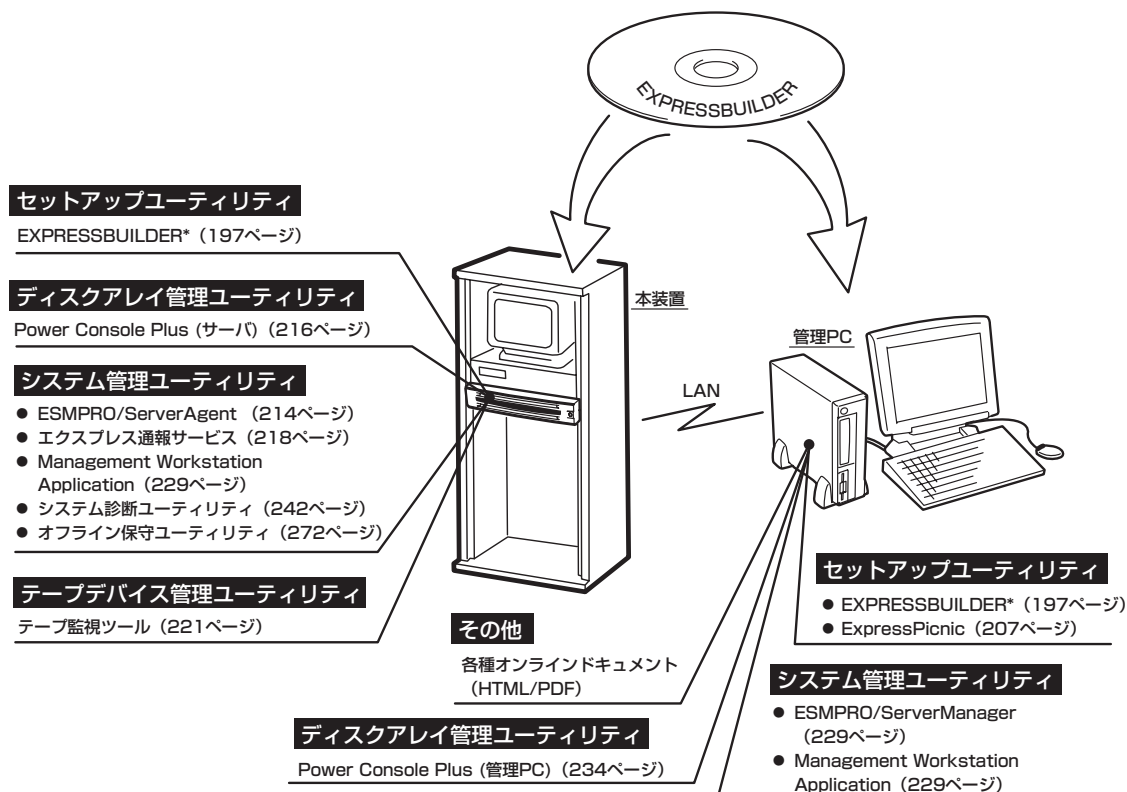 EXPRESSBUILDER
セットアップユーティリティ
EXPRESSBUILDER*（197ページ）
ディスクアレイ管理ユーティリティ
Power Console Plus (サーバ)（216ページ）
システム管理ユーティリティ
● ESMPRO/ServerAgent （214ページ）
● エクスプレス通報サービス（218ページ）
● Management Workstation
Application（229ページ）
● システム診断ユーティリティ（242ページ）
● オフライン保守ユーティリティ（272ページ）
テープデバイス管理ユーティリティ
テープ監視ツール（221ページ）
本装置
LAN
管理PC
その他
各種オンラインドキュメント
（HTML/PDF）
ディスクアレイ管理ユーティリティ
Power Console Plus (管理PC)（234ページ）
セットアップユーティリティ
● EXPRESSBUILDER*（197ページ）
● ExpressPicnic（207ページ）
システム管理ユーティリティ
● ESMPRO/ServerManager
（229ページ）
● Management Workstation
Application（229ページ）